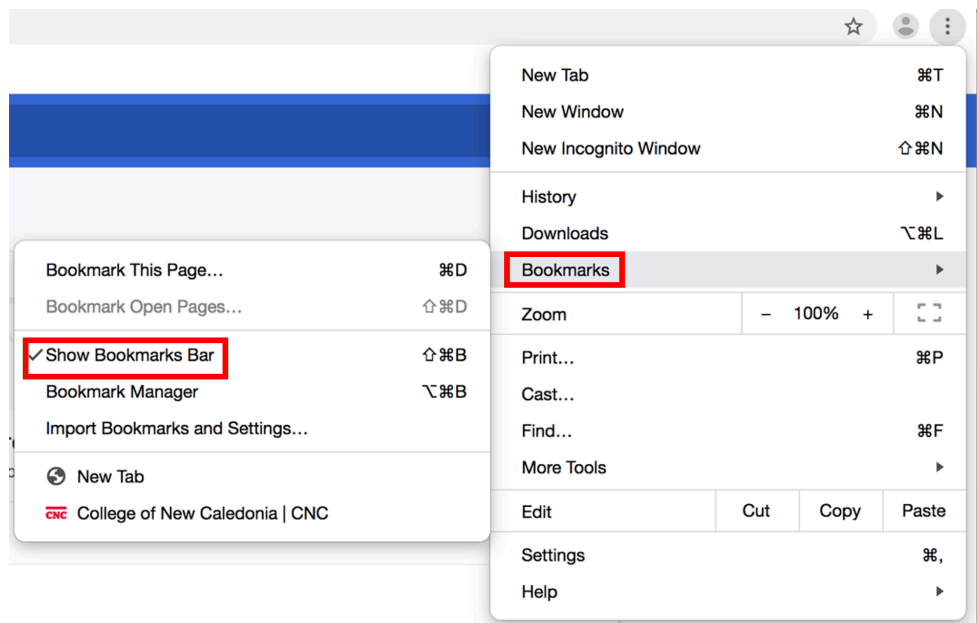 New Tab ⌘T
New Window ⌘N
New Incognito Window ⇧⌘N
History
Downloads ⌥⌘L
Bookmarks
Zoom − 100% +
Print... ⌘P
Cast...
Find... ⌘F
More Tools
Edit Cut Copy Paste
Settings ⌘,
Help
Bookmark This Page... ⌘D
Bookmark Open Pages... ⇧⌘D
✓Show Bookmarks Bar ⇧⌘B
Bookmark Manager ⌥⌘B
Import Bookmarks and Settings...
New Tab
CNC College of New Caledonia | CNC